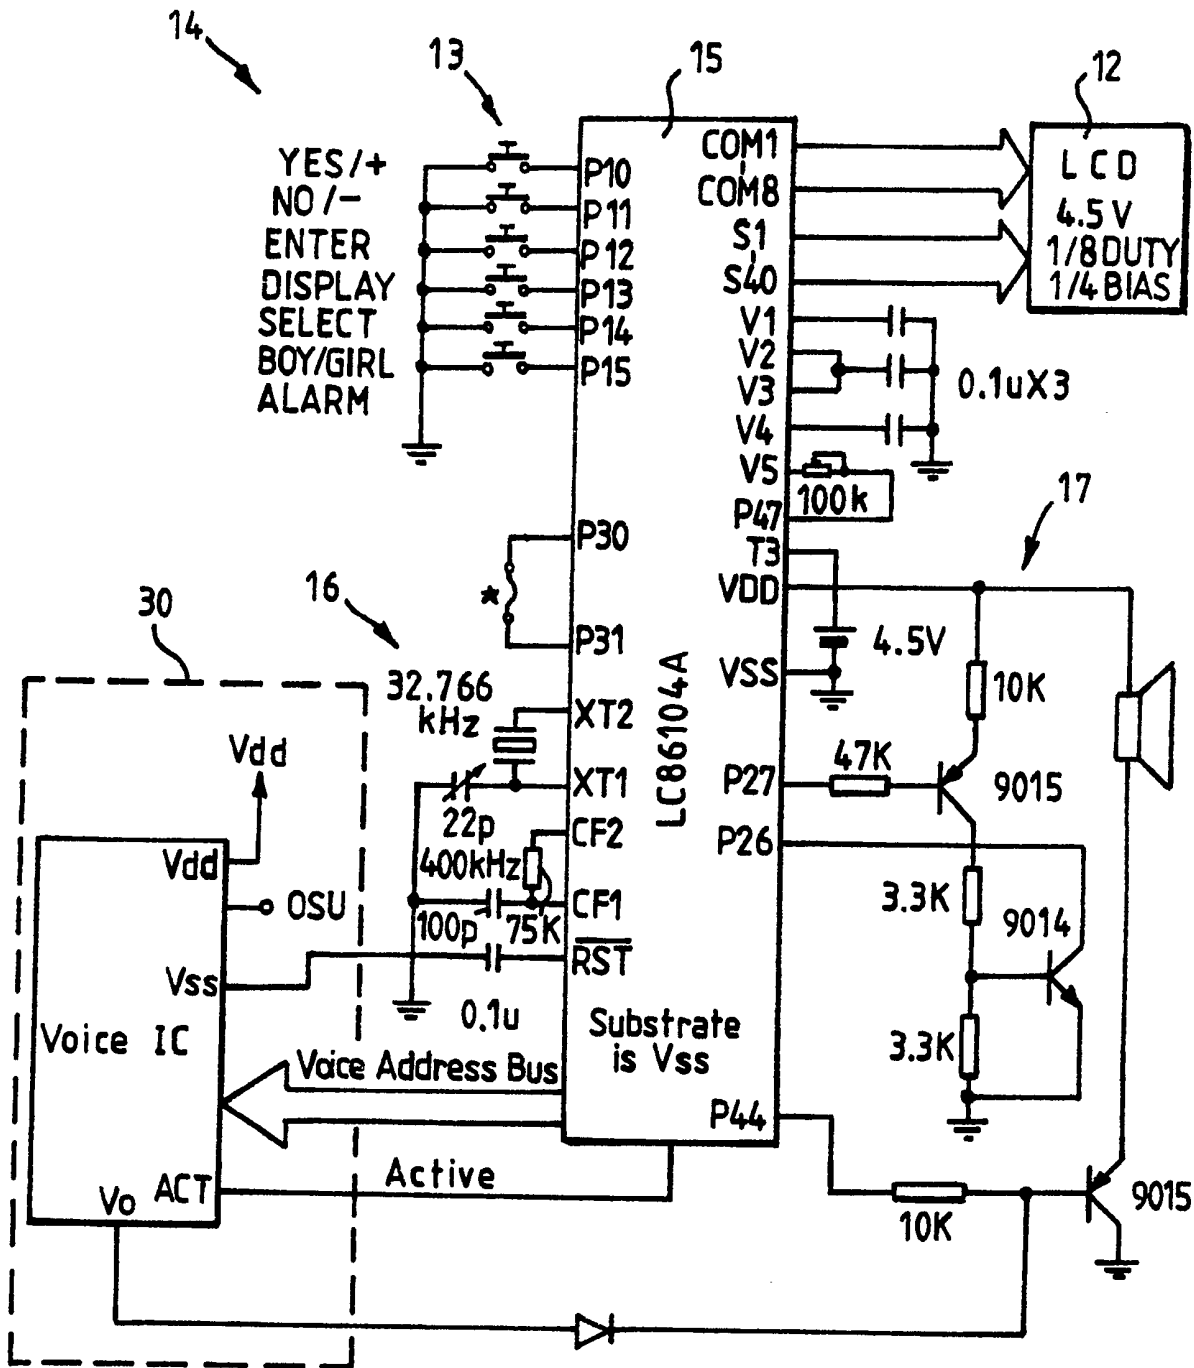 14
13
15
12
YES/+
NO/-
ENTER
DISPLAY
SELECT
BOY/GIRL
ALARM
P10
P11
P12
P13
P14
P15
P30
P31
*
XT2
XT1
CF2
CF1
RST
COM1
COM8
S1
S40
V1
V2
V3
V4
V5
P47
T3
VDD
VSS
P27
P26
P44
LC86104A
Substrate
is Vss
LCD
4.5V
1/8DUTY
1/4BIAS
0.1uX3
100k
17
4.5V
10K
47K
9015
3.3K
9014
3.3K
10K
9015
16
32.766
kHz
22p
400kHz
100p
75K
0.1u
30
Vdd
Vdd
OSU
Vss
Voice IC
Voice Address Bus
ACT
Active
Vo